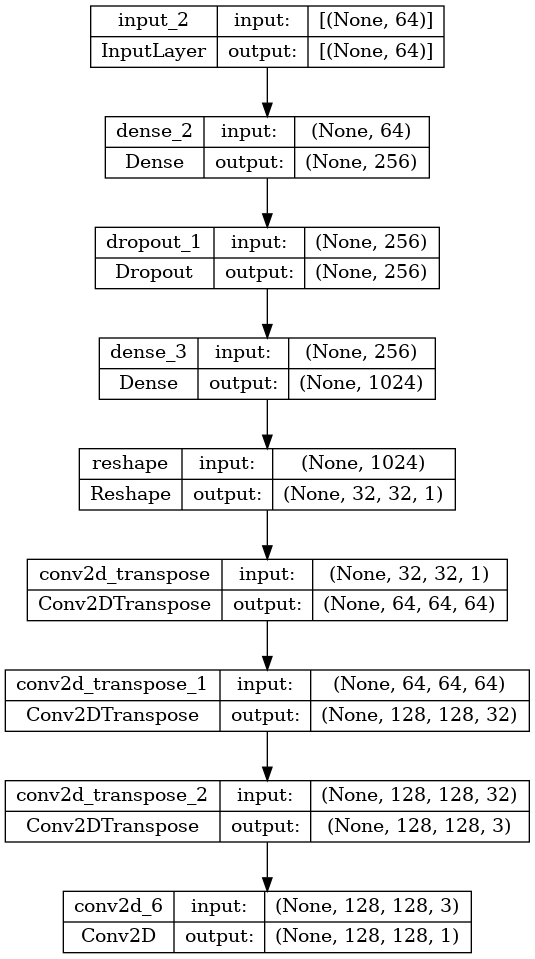 input_2 input: [(None, 64)]
InputLayer output: [(None, 64)]
dense_2 input: (None, 64)
Dense output: (None, 256)
dropout_1 input: (None, 256)
Dropout output: (None, 256)
dense_3 input: (None, 256)
Dense output: (None, 1024)
reshape input: (None, 1024)
Reshape output: (None, 32, 32, 1)
conv2d_transpose input: (None, 32, 32, 1)
Conv2DTranspose output: (None, 64, 64, 64)
conv2d_transpose_1 input: (None, 64, 64, 64)
Conv2DTranspose output: (None, 128, 128, 32)
conv2d_transpose_2 input: (None, 128, 128, 32)
Conv2DTranspose output: (None, 128, 128, 3)
conv2d_6 input: (None, 128, 128, 3)
Conv2D output: (None, 128, 128, 1)